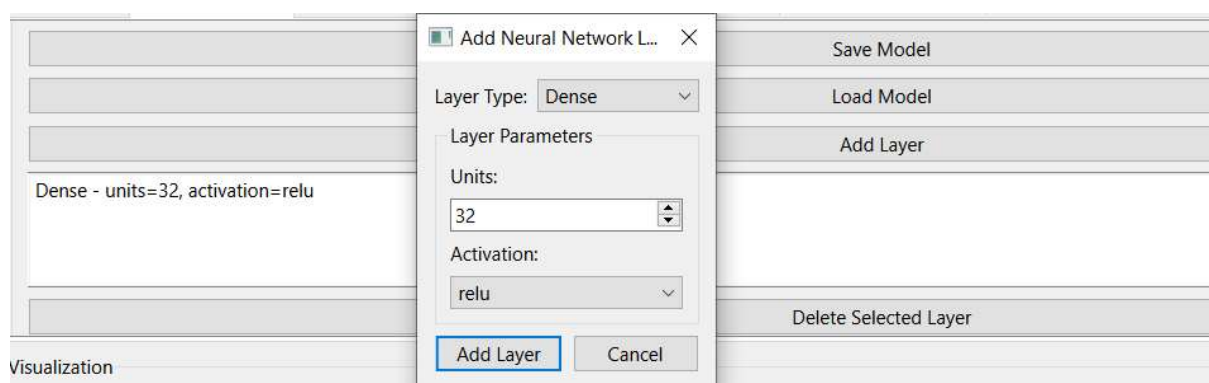 Add Neural Network L...
Save Model
Layer Type: Dense
Load Model
Layer Parameters
Add Layer
Units:
Dense - units=32, activation=relu
32
Activation:
relu
Delete Selected Layer
Add Layer Cancel
Visualization